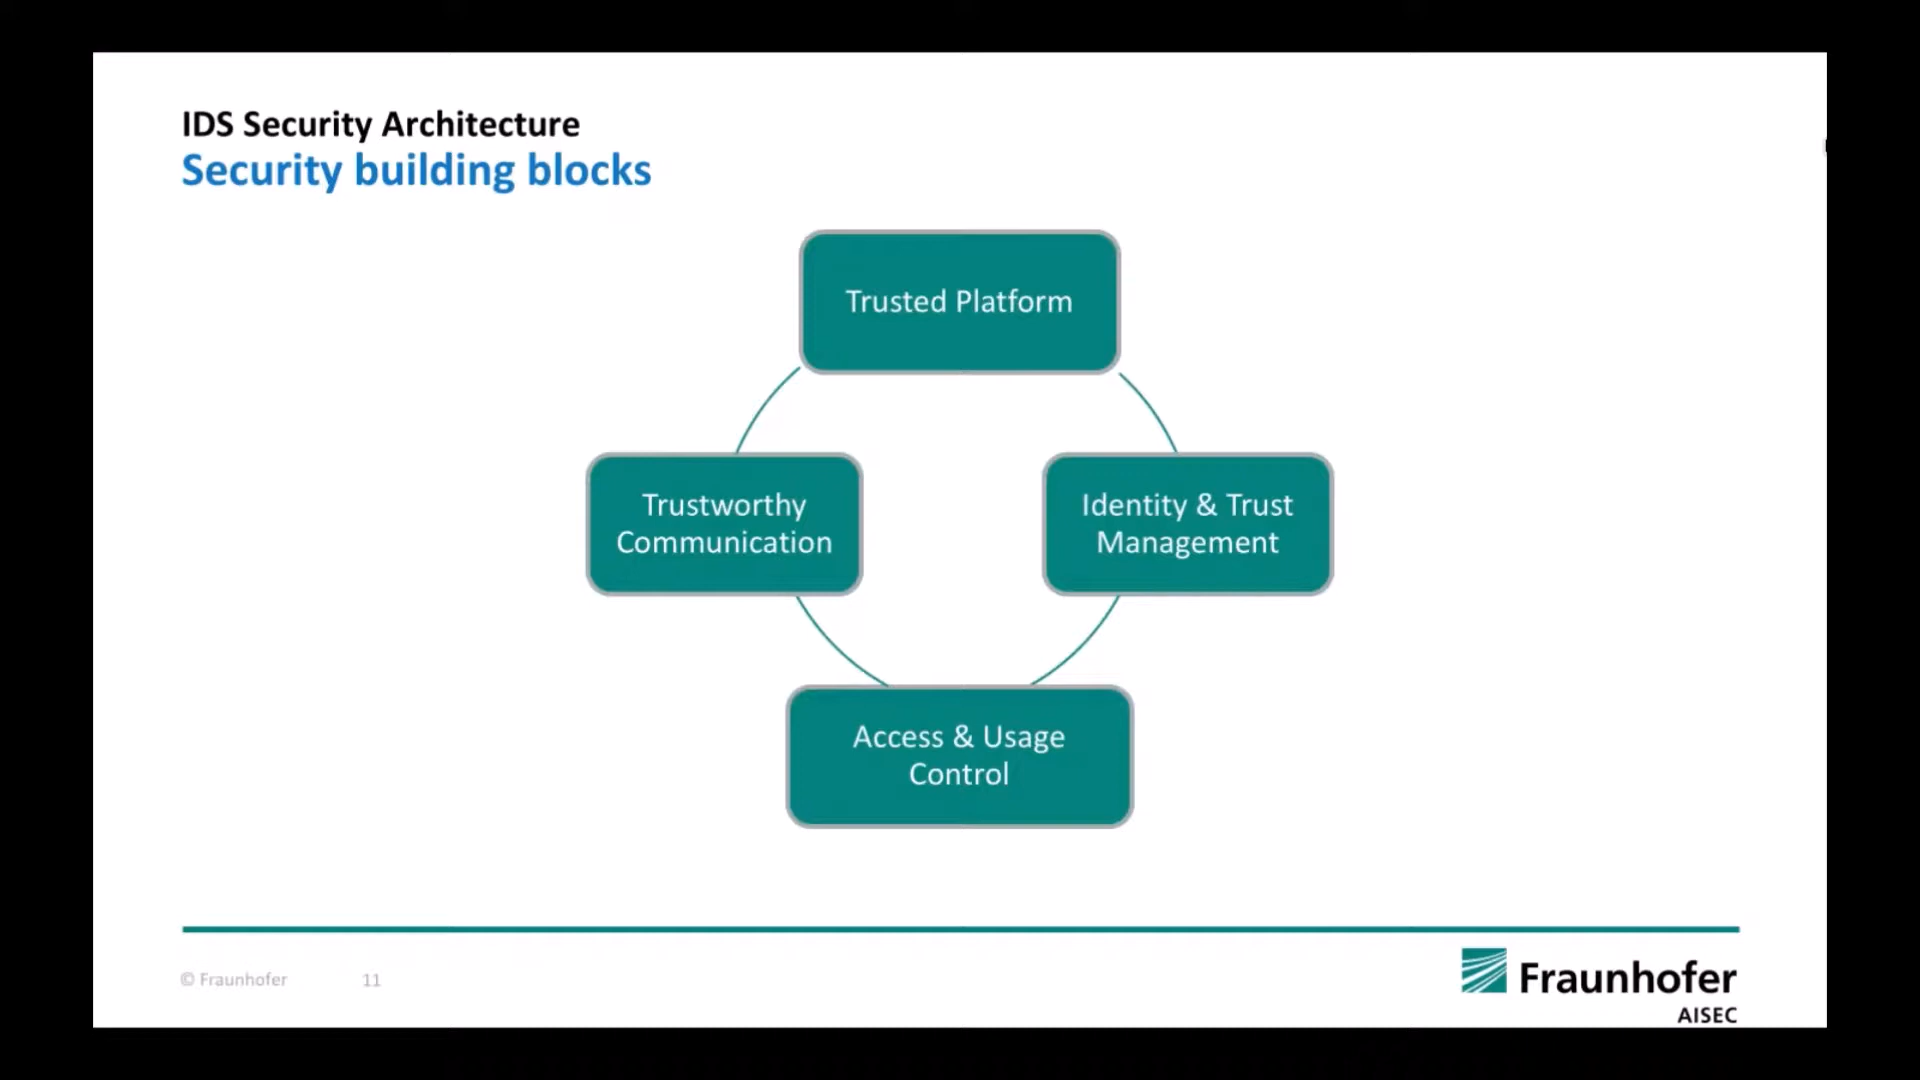 IDS Security Architecture
Security building blocks
Trusted Platform
Trustworthy
Communication
Identity & Trust
Management
Access & Usage
Control
© Fraunhofer 11
Fraunhofer
AISEC